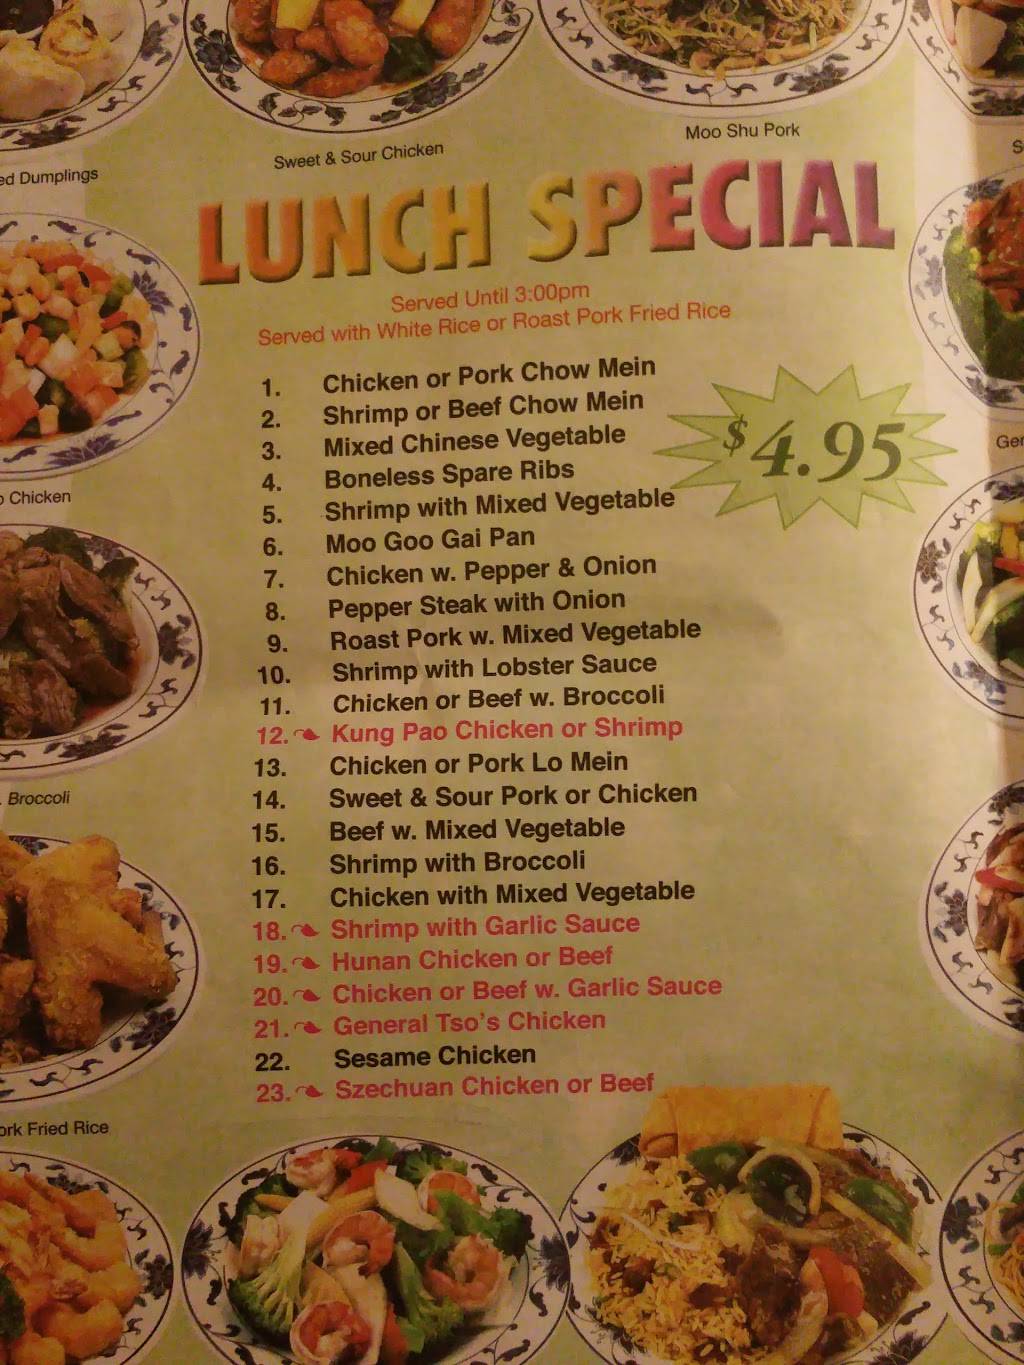 Moo Shu Pork
Sweet & Sour Chicken
Dumplings
LUNCH SPECIAL
Served Until 3:00pm
Served with White Rice or Roast Pork Fried Rice
$4.95
1. Chicken or Pork Chow Mein
2. Shrimp or Beef Chow Mein
3. Mixed Chinese Vegetable
4. Boneless Spare Ribs
5. Shrimp with Mixed Vegetable
6. Moo Goo Gai Pan
7. Chicken w. Pepper & Onion
8. Pepper Steak with Onion
9. Roast Pork w. Mixed Vegetable
10. Shrimp with Lobster Sauce
11. Chicken or Beef w. Broccoli
12. Kung Pao Chicken or Shrimp
13. Chicken or Pork Lo Mein
14. Sweet & Sour Pork or Chicken
15. Beef w. Mixed Vegetable
16. Shrimp with Broccoli
17. Chicken with Mixed Vegetable
18. Shrimp with Garlic Sauce
19. Hunan Chicken or Beef
20. Chicken or Beef w. Garlic Sauce
21. General Tso's Chicken
22. Sesame Chicken
23. Szechuan Chicken or Beef
Chicken
Broccoli
Fried Rice